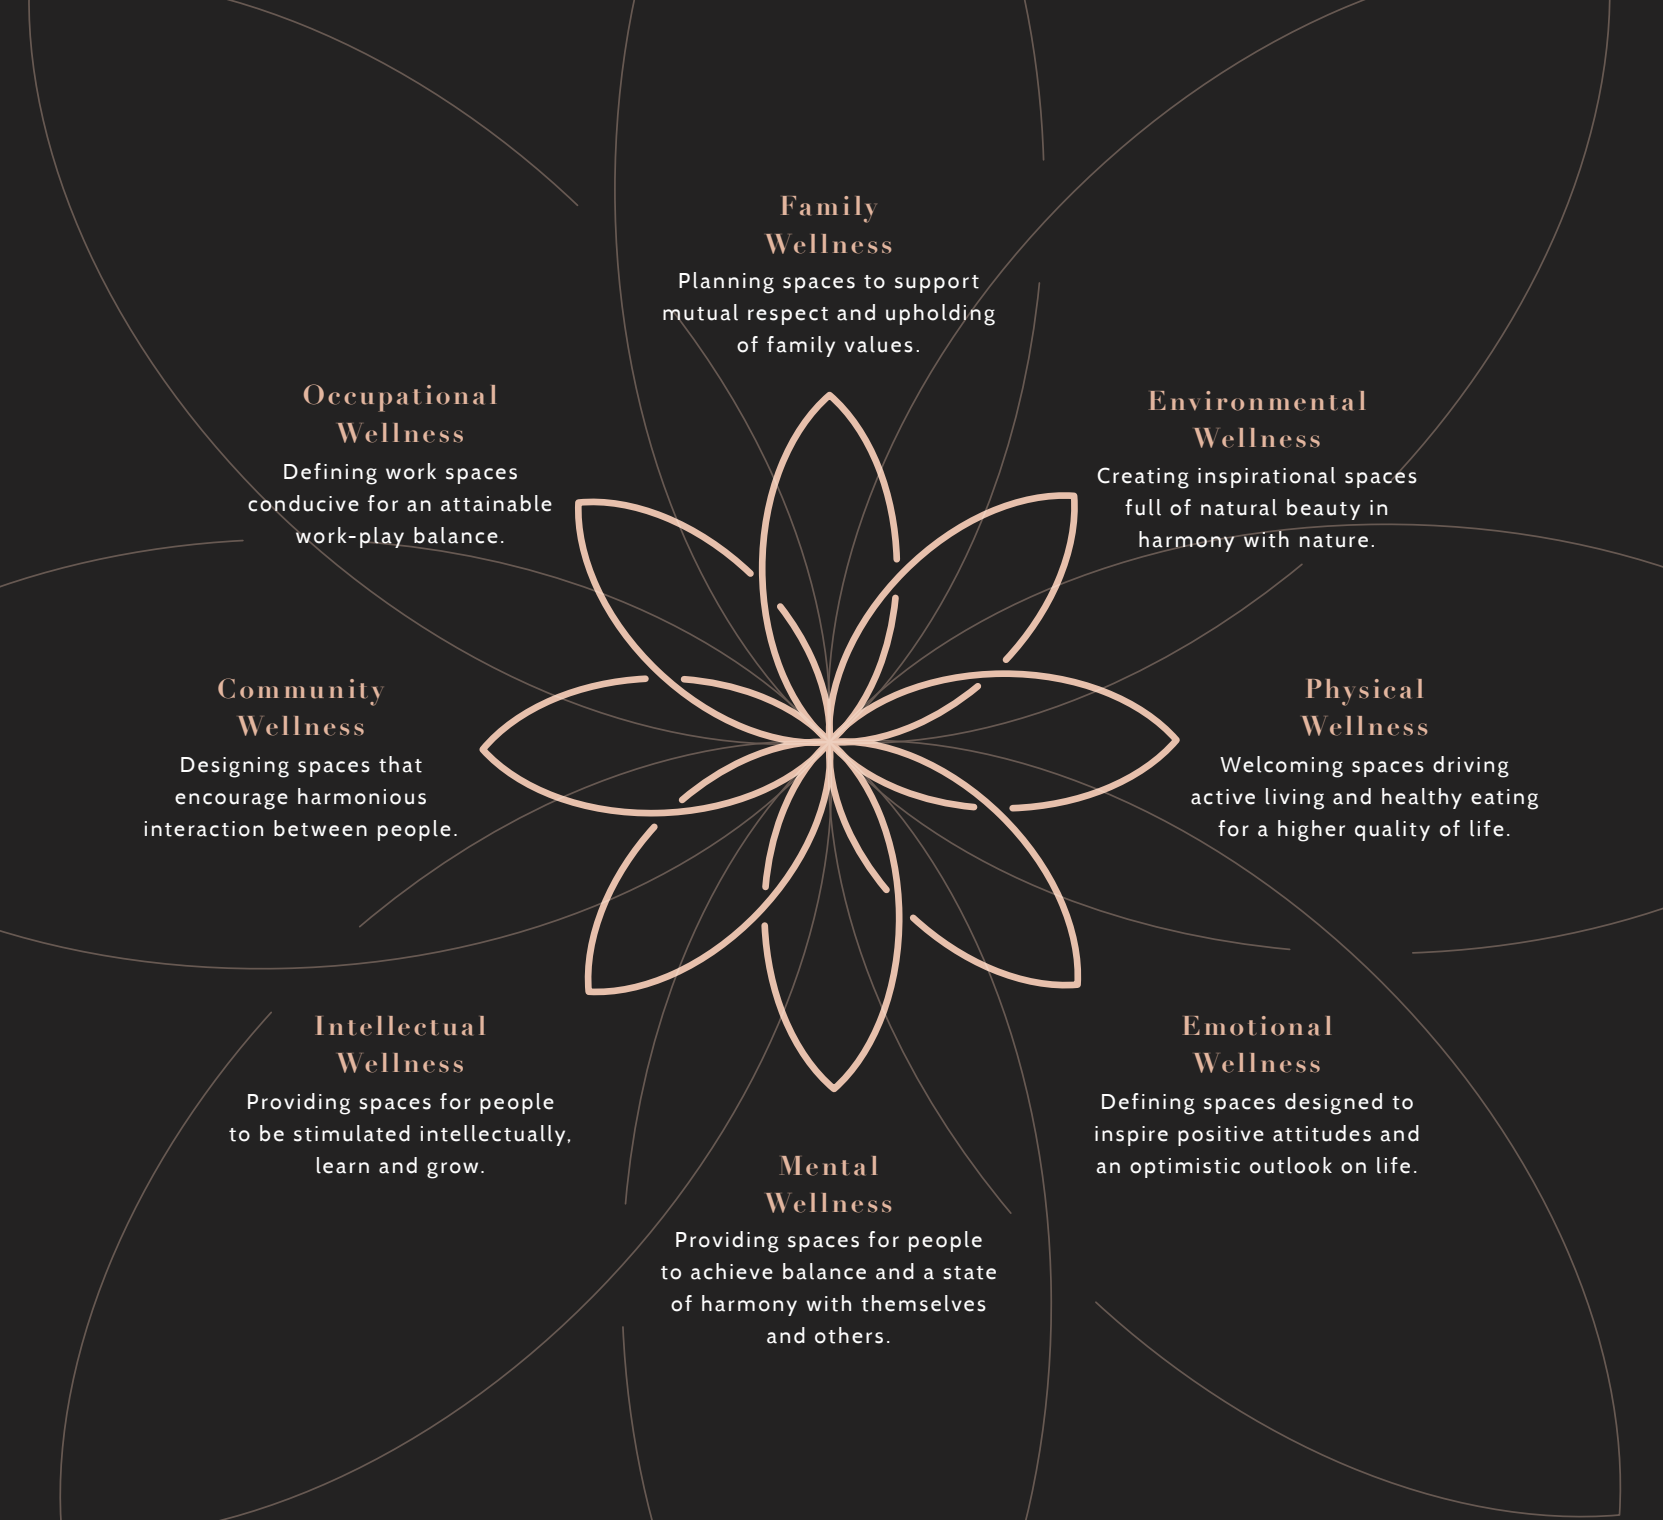 Family
Wellness
Planning spaces to support
mutual respect and upholding
of family values.
Occupational
Wellness
Defining work spaces
conducive for an attainable
work-play balance.
Environmental
Wellness
Creating inspirational spaces
full of natural beauty in
harmony with nature.
Community
Wellness
Designing spaces that
encourage harmonious
interaction between people.
Physical
Wellness
Welcoming spaces driving
active living and healthy eating
for a higher quality of life.
Intellectual
Wellness
Providing spaces for people
to be stimulated intellectually,
learn and grow.
Emotional
Wellness
Defining spaces designed to
inspire positive attitudes and
an optimistic outlook on life.
Mental
Wellness
Providing spaces for people
to achieve balance and a state
of harmony with themselves
and others.